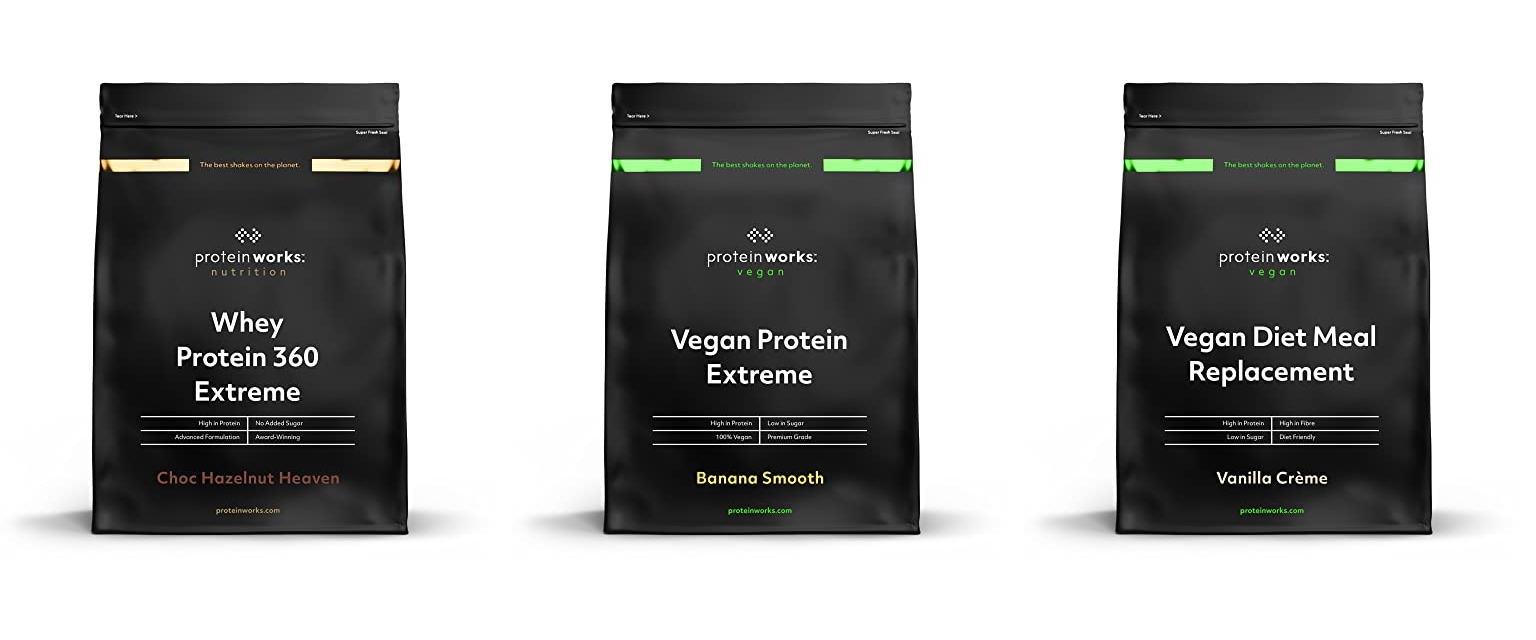 Tear Here >
Super Fresh Seal
The best shakes on the planet.
protein works:
nutrition
Whey
Protein 360
Extreme
High in Protein No Added Sugar
Advanced Formulation Award-Winning
Choc Hazelnut Heaven
proteinworks.com
Tear Here >
Super Fresh Seal
The best shakes on the planet.
protein works:
vegan
Vegan Protein
Extreme
High in Protein Low in Sugar
100% Vegan Premium Grade
Banana Smooth
proteinworks.com
Tear Here >
Super Fresh Seal
The best shakes on the planet.
protein works:
vegan
Vegan Diet Meal
Replacement
High in Protein High in Fibre
Low in Sugar Diet Friendly
Vanilla Crème
proteinworks.com